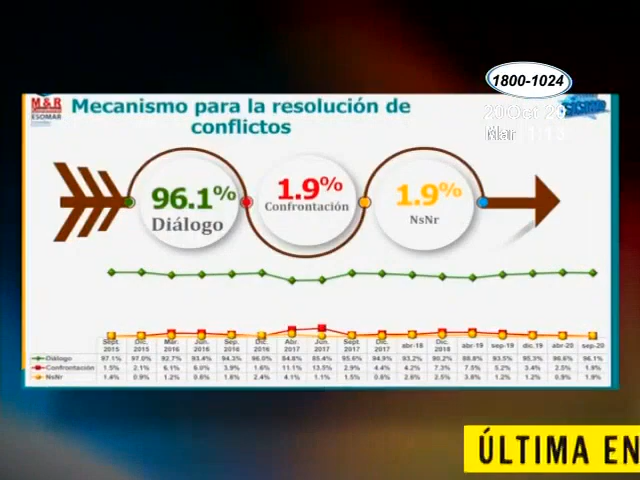 1800-1024
M&R
ESOMAR
Mecanismo para la resolución de
conflictos
96.1% 1.9% 1.9%
Diálogo Confrontación NsNr
Sept. Dic. Mar. Jun. Sep. Dic. Abr. Jun. Sept Dic. abr-18 Dic. abr-19 sep-19 dic.19 abr-20 sep-20
2015 2015 2016 2016 2016 2016 2017 2017 2017 2017 2018
Diálogo 97.1% 97.0% 92.7% 93.4% 94.3% 96.0% 84.8% 85.4% 95.6% 94.9% 93.2% 90.2% 88.8% 93.5% 95.3% 96.6% 96.1%
Confrontación 1.5% 2.1% 6.1% 6.0% 3.9% 1.6% 11.1% 13.5% 2.9% 4.4% 4.2% 7.3% 7.5% 5.2% 3.4% 2.5% 1.9%
NsNr 1.4% 0.9% 1.2% 0.6% 1.8% 2.4% 4.1% 1.1% 1.5% 0.8% 2.6% 2.5% 3.8% 1.2% 1.2% 0.9% 1.9%
ÚLTIMA EN